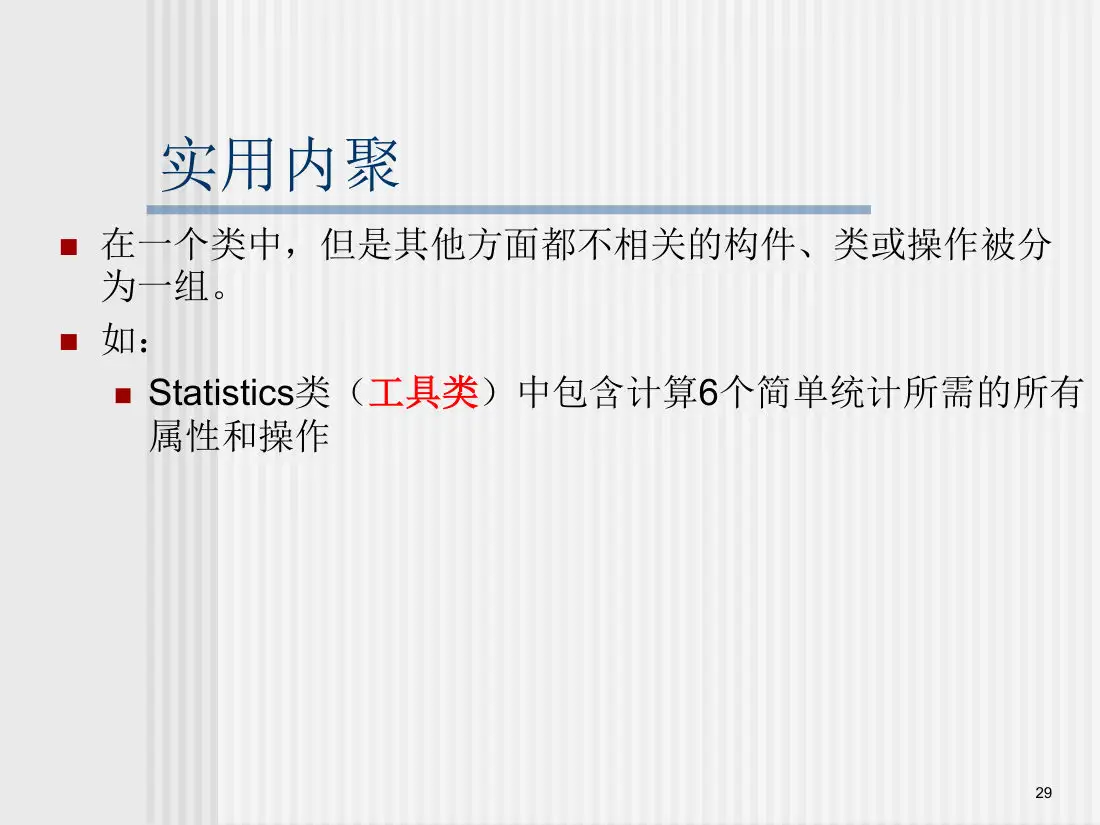 实用内聚
在一个类中，但是其他方面都不相关的构件、类或操作被分
为一组。
如：
Statistics类（工具类）中包含计算6个简单统计所需的所有
属性和操作
29